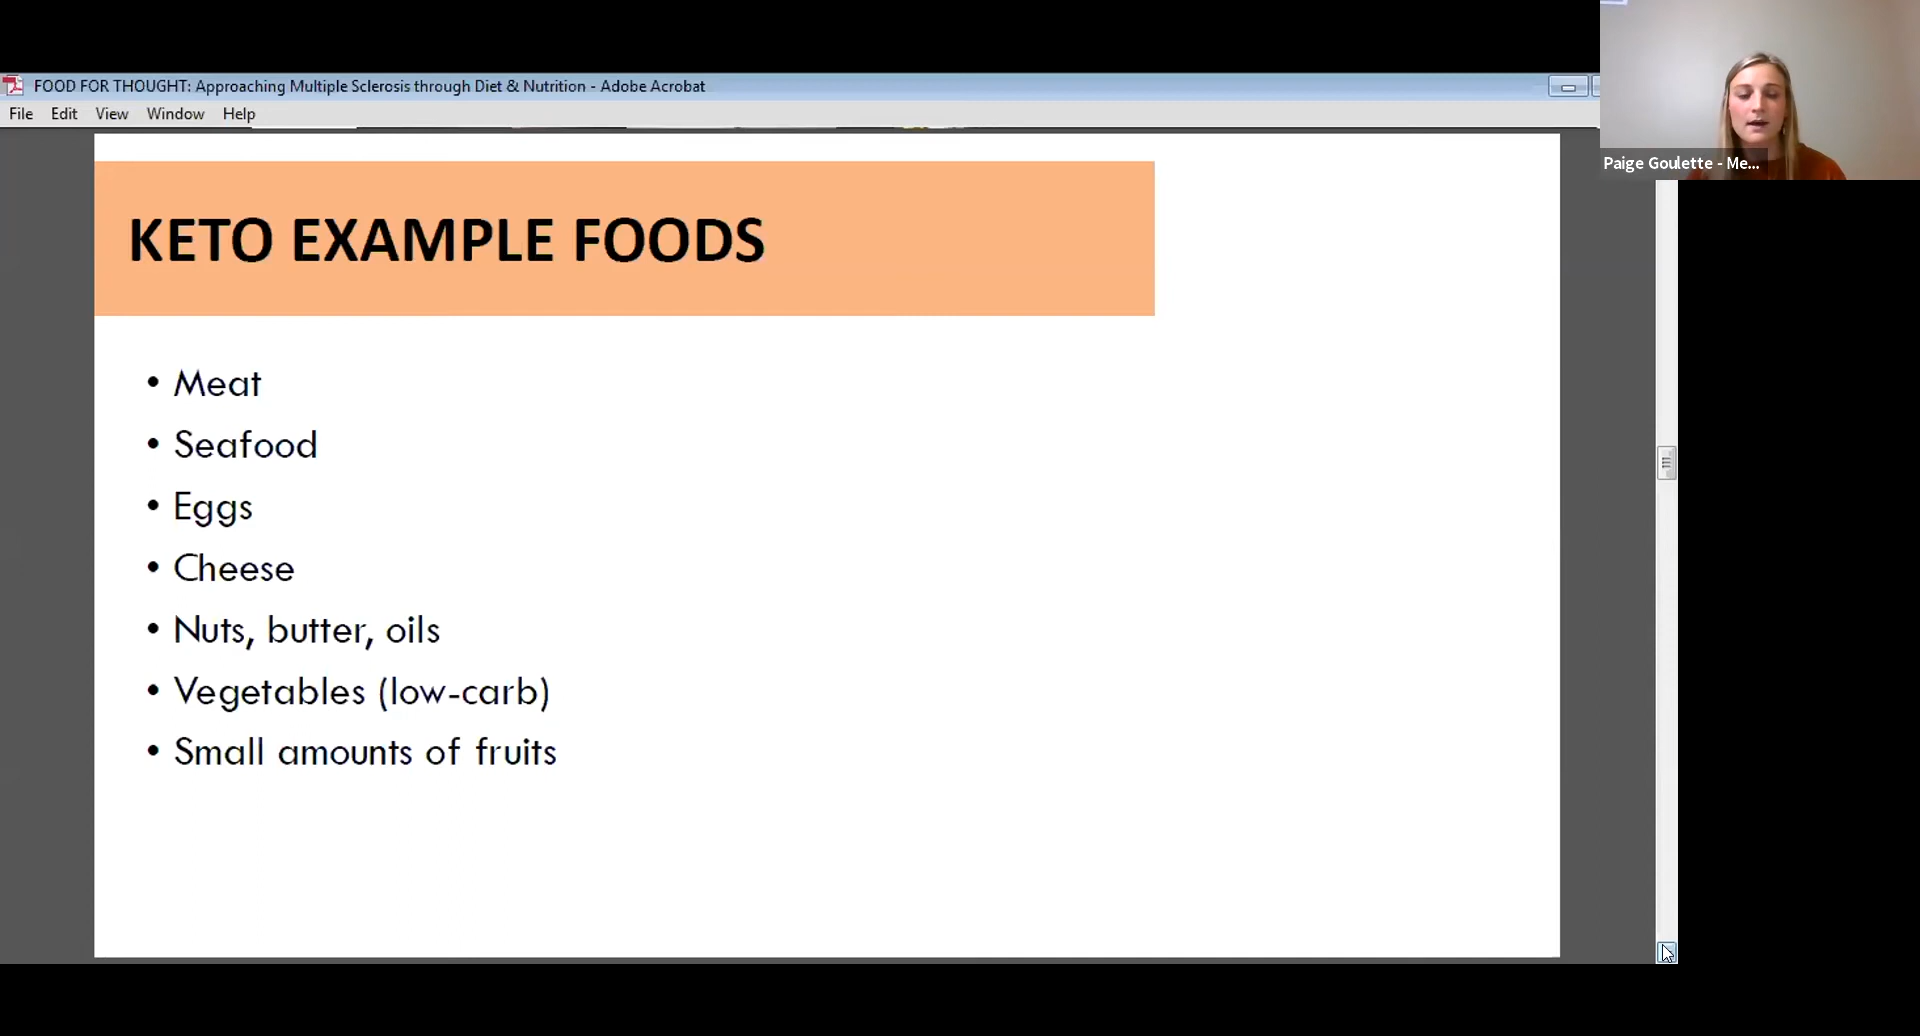 FOOD FOR THOUGHT: Approaching Multiple Sclerosis through Diet & Nutrition - Adobe Acrobat
File Edit View Window Help
Paige Goulette - Me...
KETO EXAMPLE FOODS
• Meat
• Seafood
• Eggs
• Cheese
• Nuts, butter, oils
• Vegetables (low-carb)
• Small amounts of fruits